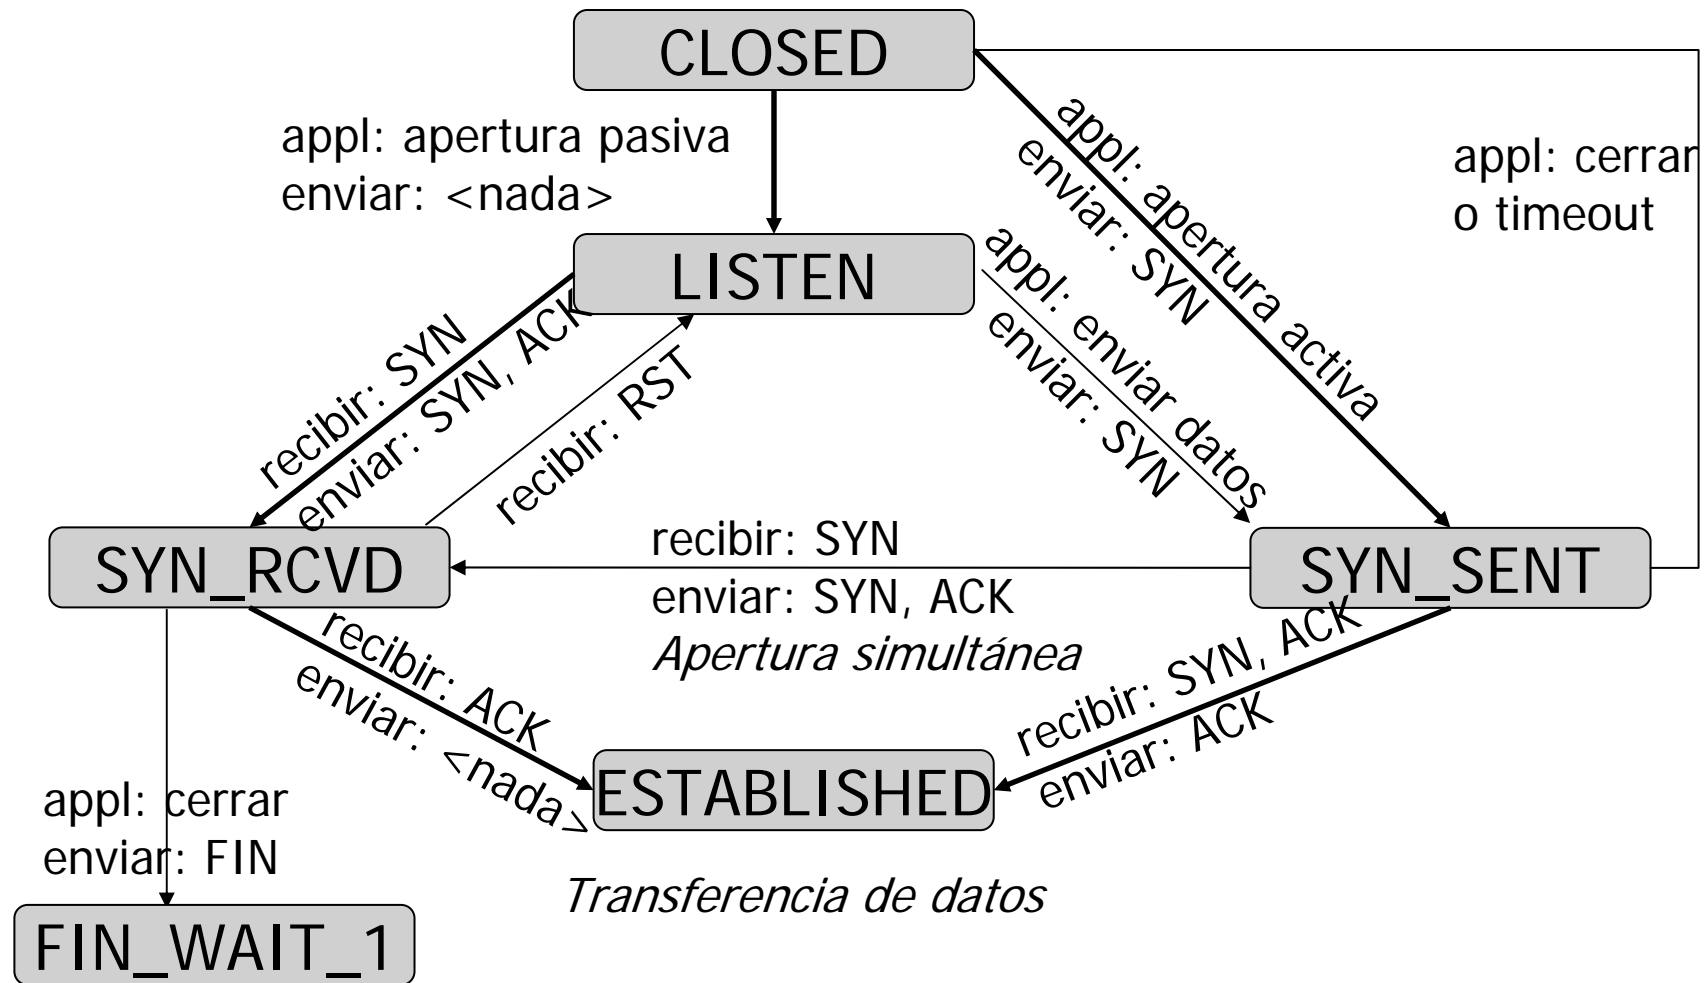 CLOSED
appl: apertura pasiva
enviar: <nada>
appl: apertura activa
enviar: SYN
appl: cerrar
o timeout
LISTEN
recibir: SYN
enviar: SYN, ACK
recibir: RST
appl: enviar datos
enviar: SYN
SYN_RCVD
recibir: SYN
enviar: SYN, ACK
Apertura simultánea
SYN_SENT
recibir: ACK
enviar: <nada>
recibir: SYN, ACK
enviar: ACK
ESTABLISHED
appl: cerrar
enviar: FIN
Transferencia de datos
FIN_WAIT_1